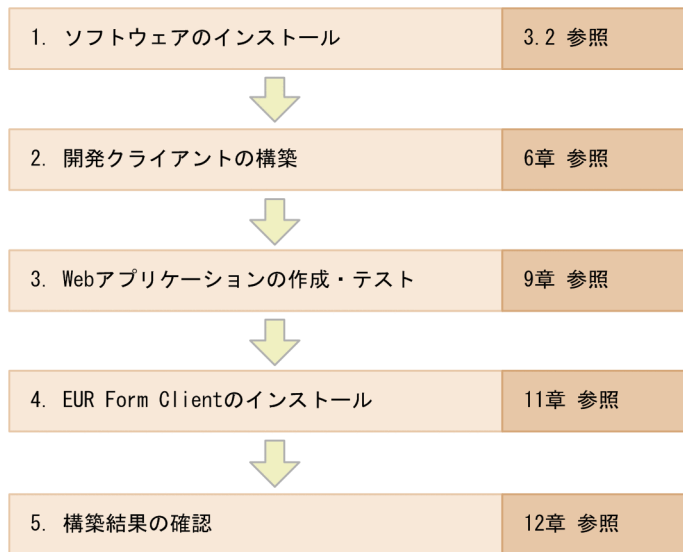 1. ソフトウェアのインストール 3.2 参照
2. 開発クライアントの構築 6章 参照
3. Webアプリケーションの作成・テスト 9章 参照
4. EUR Form Clientのインストール 11章 参照
5. 構築結果の確認 12章 参照